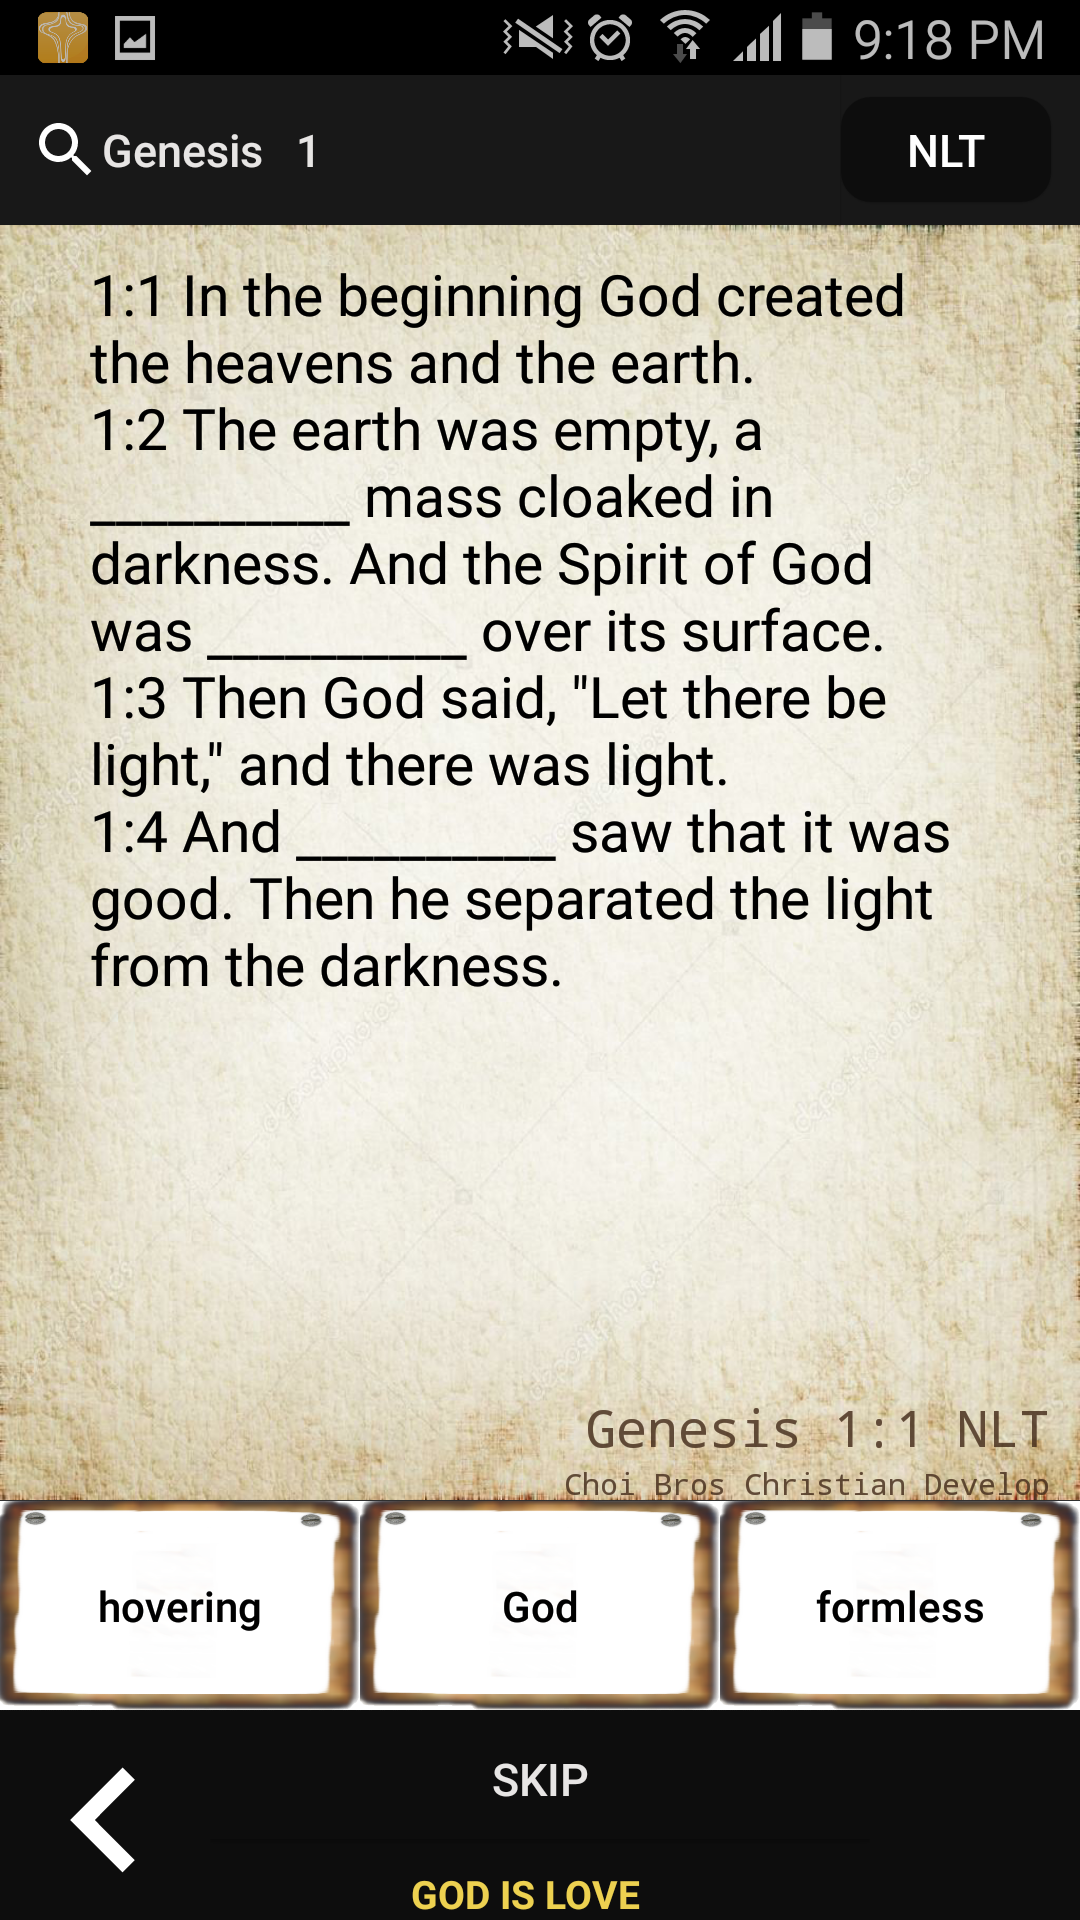 9:18 PM
Genesis 1
NLT
1:1 In the beginning God created
the heavens and the earth.
1:2 The earth was empty, a
__________ mass cloaked in
darkness. And the Spirit of God
was __________ over its surface.
1:3 Then God said, "Let there be
light," and there was light.
1:4 And __________ saw that it was
good. Then he separated the light
from the darkness.
Genesis 1:1 NLT
Choi Bros Christian Develop
hovering God formless
SKIP
GOD IS LOVE
depositphotos
depositphotos
depositphotos